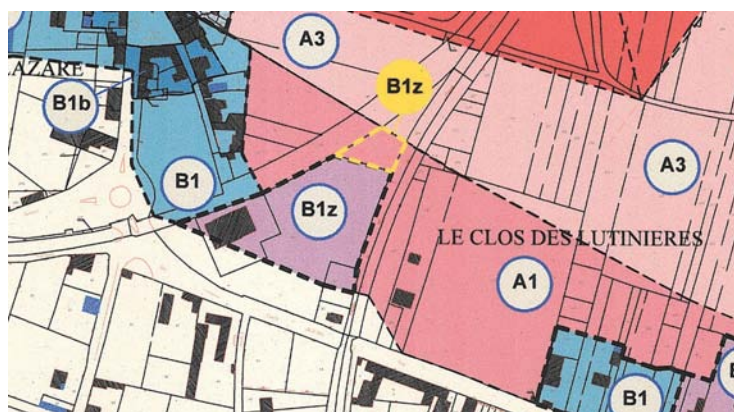 A3
AZARE
B1z
B1b
A3
B1
B1z
LE CLOS DES LUTINIERES
A1
B1
B